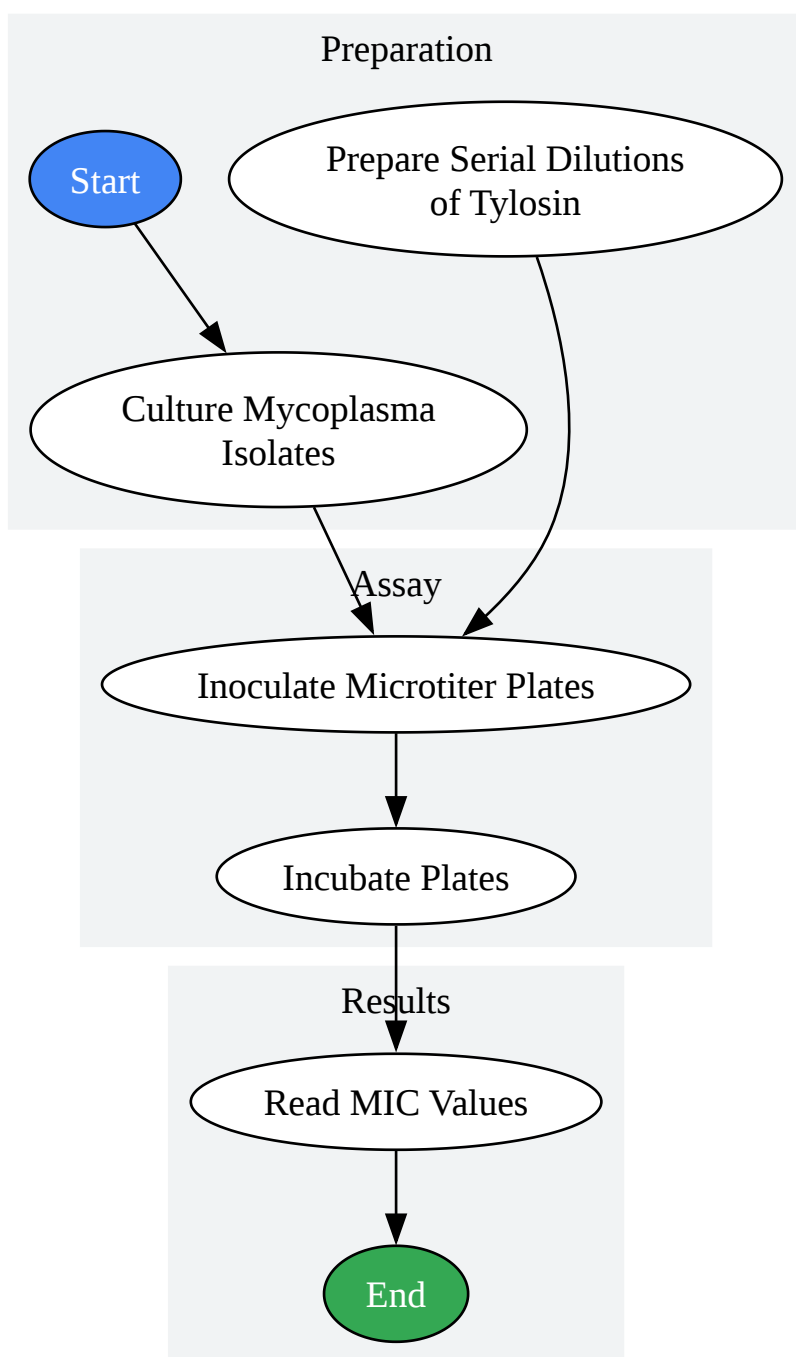 Preparation
Start
Prepare Serial Dilutions
of Tylosin
Culture Mycoplasma
Isolates
Assay
Inoculate Microtiter Plates
Incubate Plates
Results
Read MIC Values
End